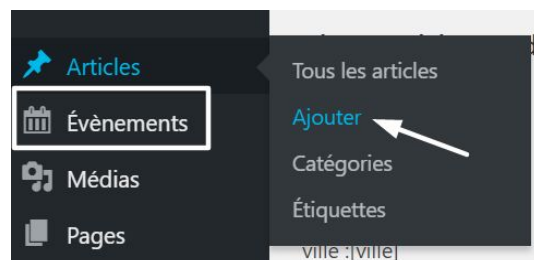 Articles
Évènements
Médias
Pages
Tous les articles
Ajouter
Catégories
Étiquettes
ville :[ville]